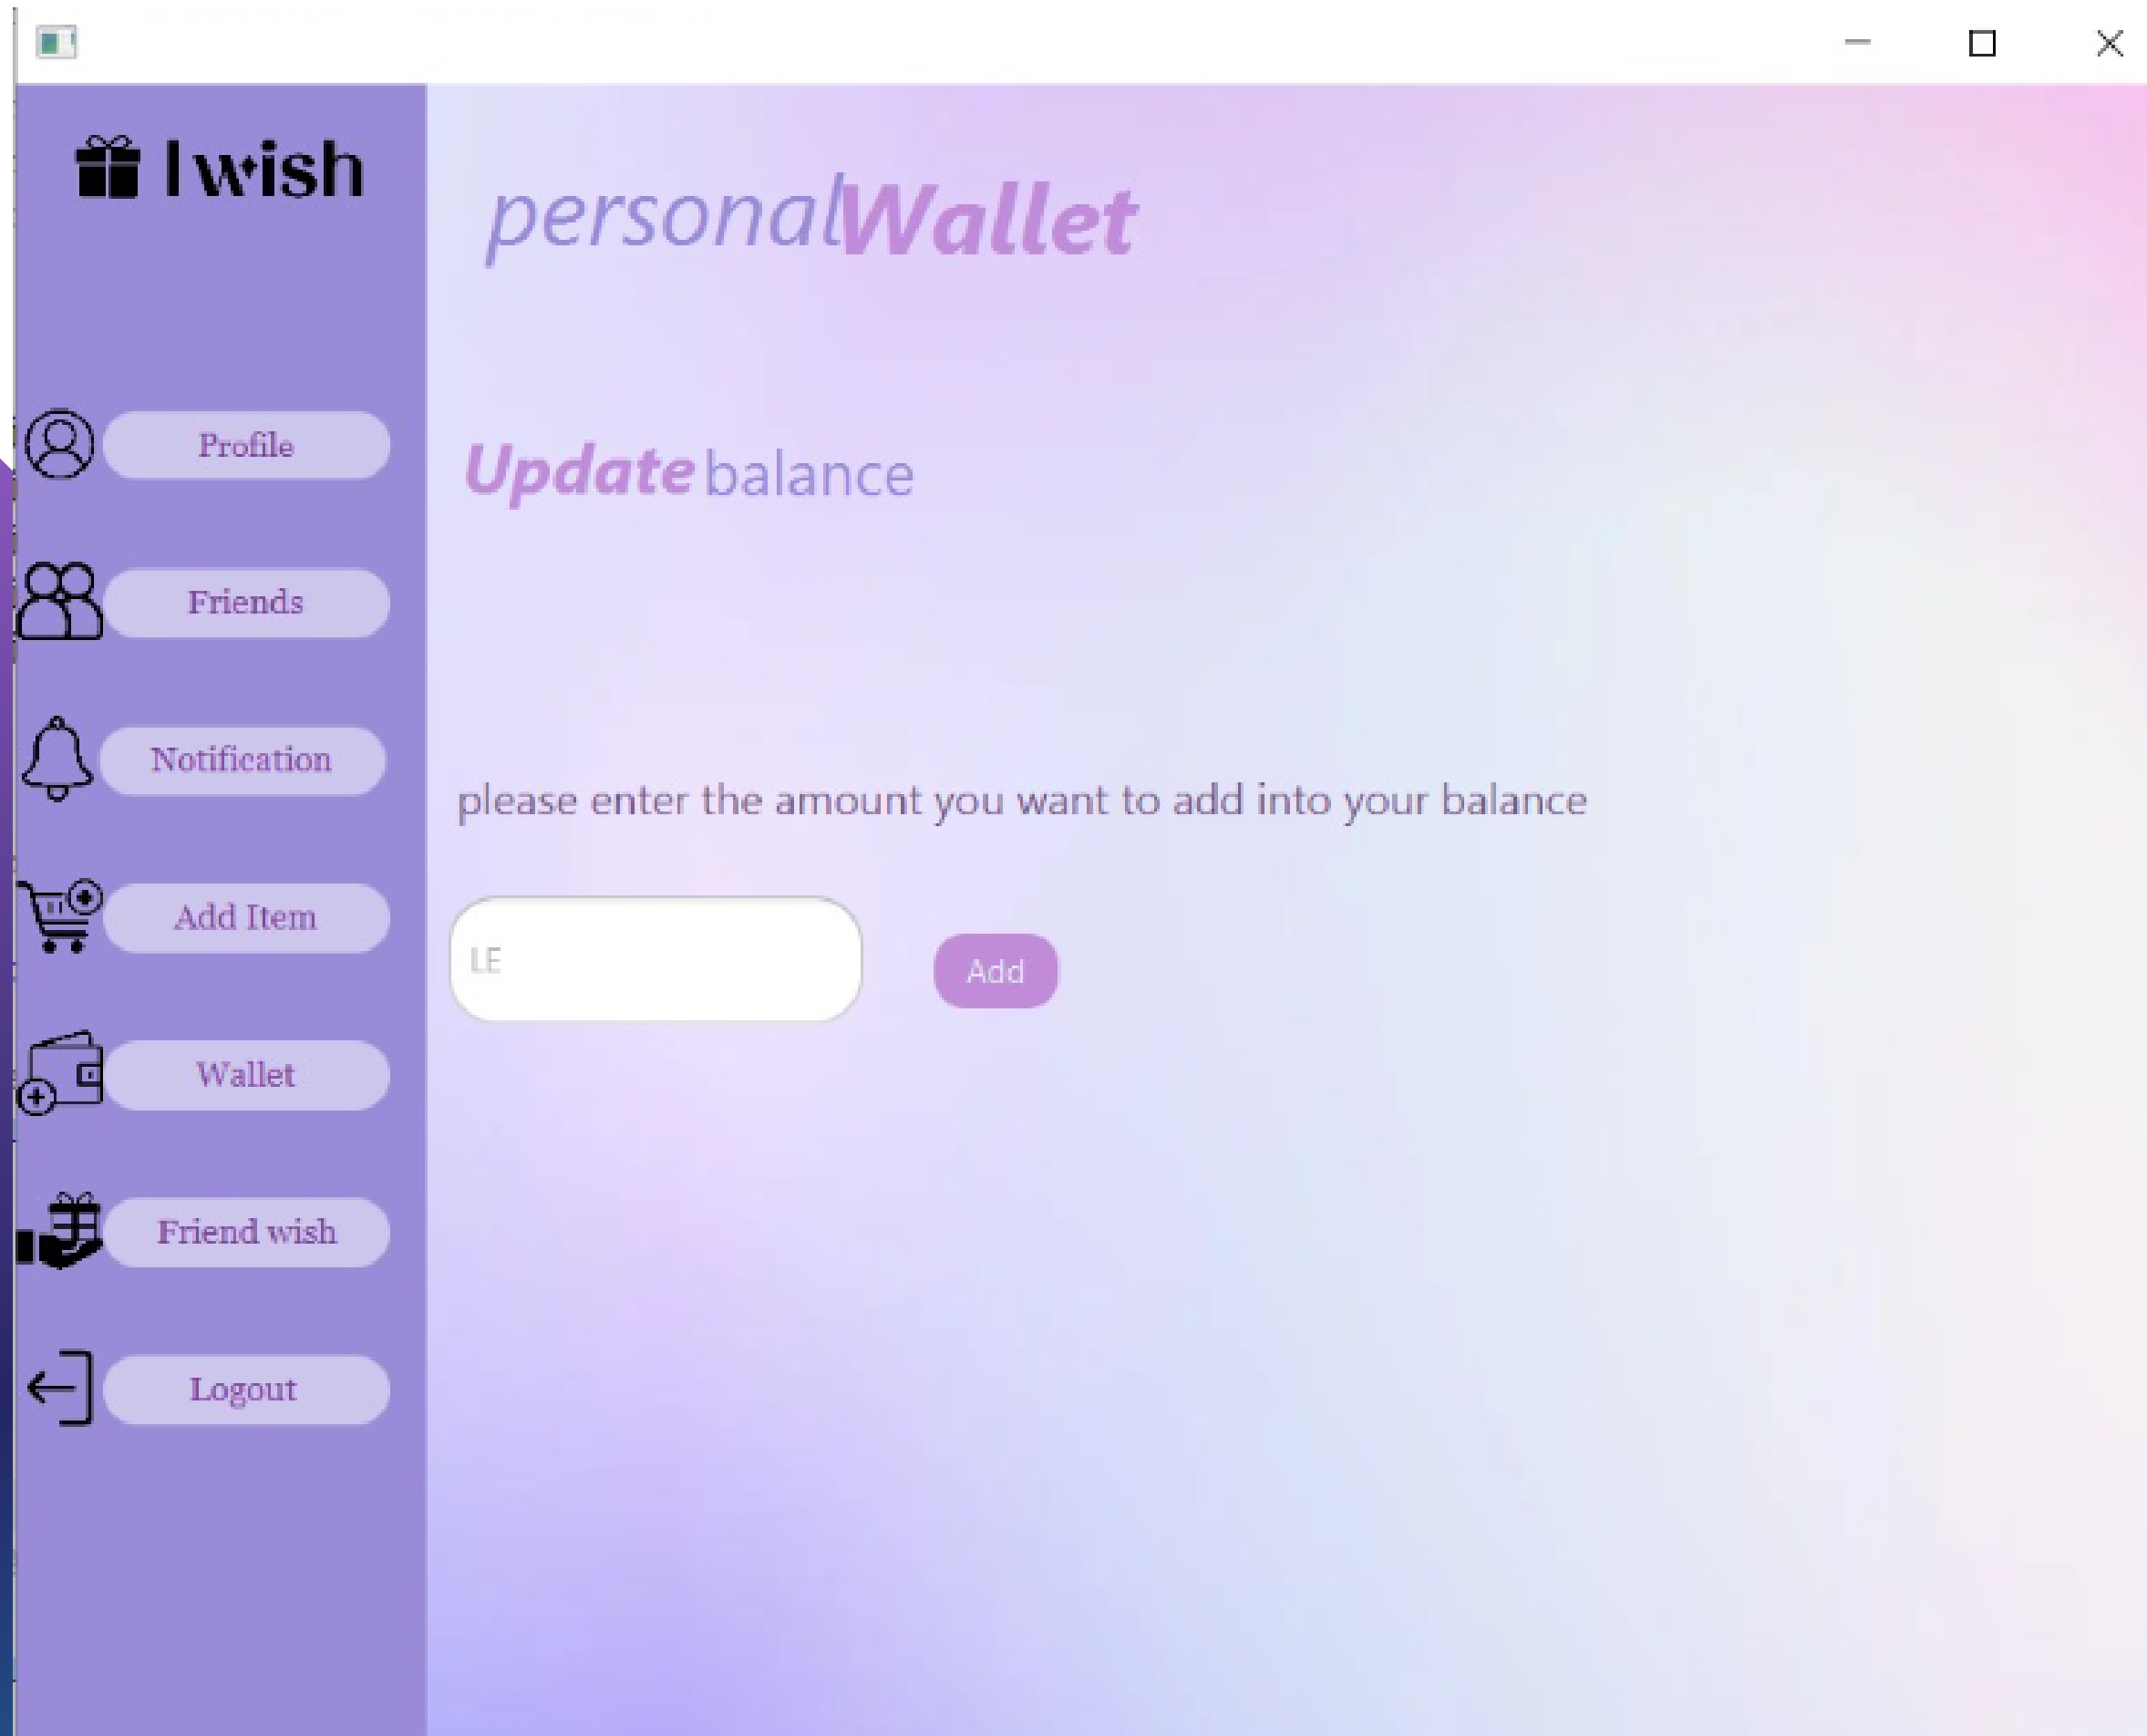 I wish
personalWallet
Profile
Update balance
Friends
Notification
please enter the amount you want to add into your balance
Add Item
LE
Add
Wallet
Friend wish
Logout